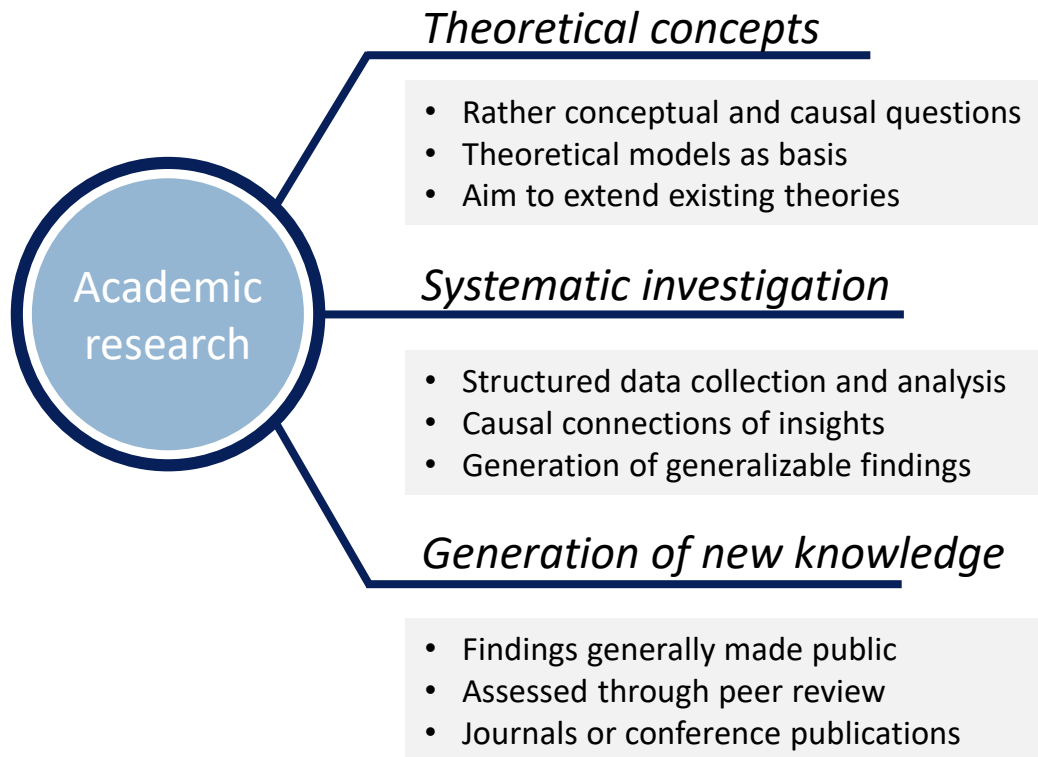 Theoretical concepts
• Rather conceptual and causal questions
• Theoretical models as basis
• Aim to extend existing theories
Academic
research
Systematic investigation
• Structured data collection and analysis
• Causal connections of insights
• Generation of generalizable findings
Generation of new knowledge
• Findings generally made public
• Assessed through peer review
• Journals or conference publications